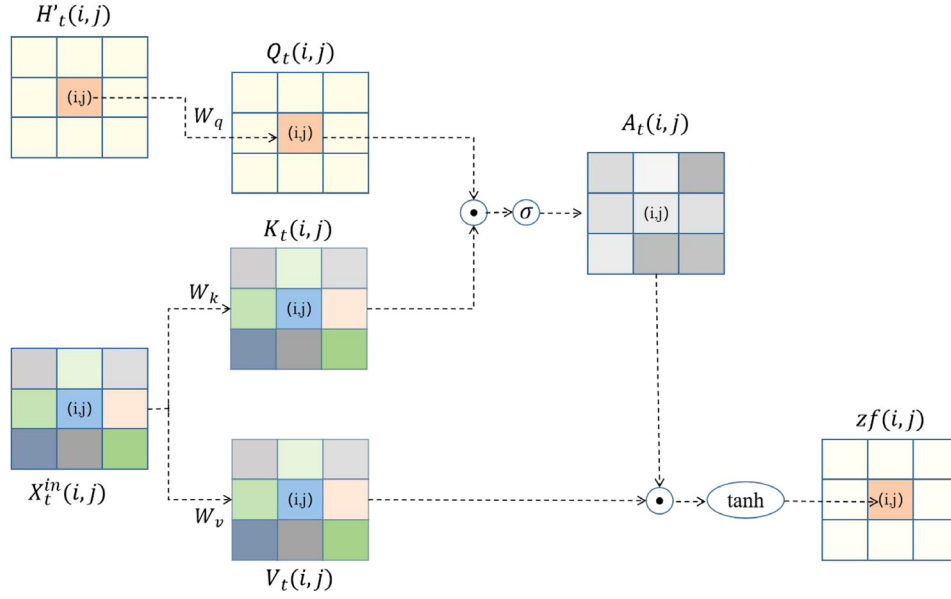 H'_t(i,j)
(i,j)
W_q
Q_t(i,j)
(i,j)
K_t(i,j)
W_k
(i,j)
σ
A_t(i,j)
(i,j)
(i,j)
X_t^{in}(i,j)
W_v
(i,j)
V_t(i,j)
tanh
zf(i,j)
(i,j)